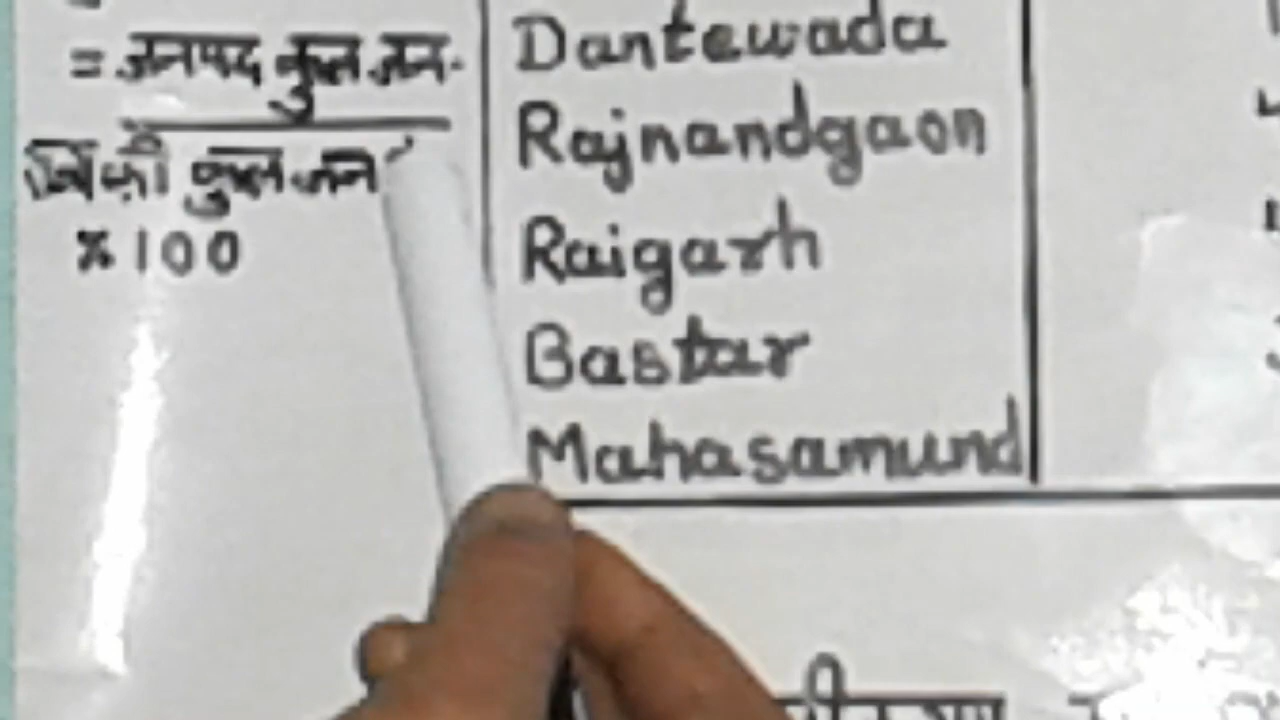 = जनपद कुल जन.
की कुल जन
% 100
Dantewada
Rajnandgaon
Raigarh
Bastar
Mahasamund